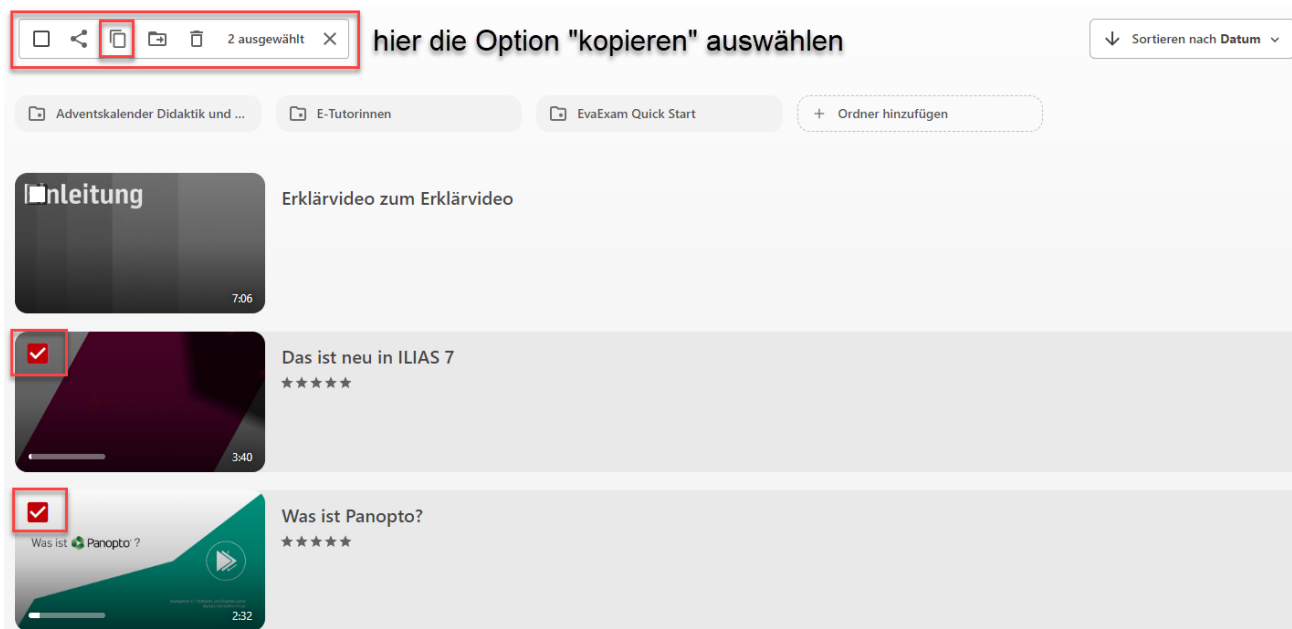 2 ausgewählt
hier die Option "kopieren" auswählen
Sortieren nach Datum
Adventskalender Didaktik und ...
E-Tutorinnen
EvaExam Quick Start
+ Ordner hinzufügen
Einleitung
7:06
Erklärvideo zum Erklärvideo
3:40
Das ist neu in ILIAS 7
Was ist Panopto ?
2:32
Was ist Panopto?